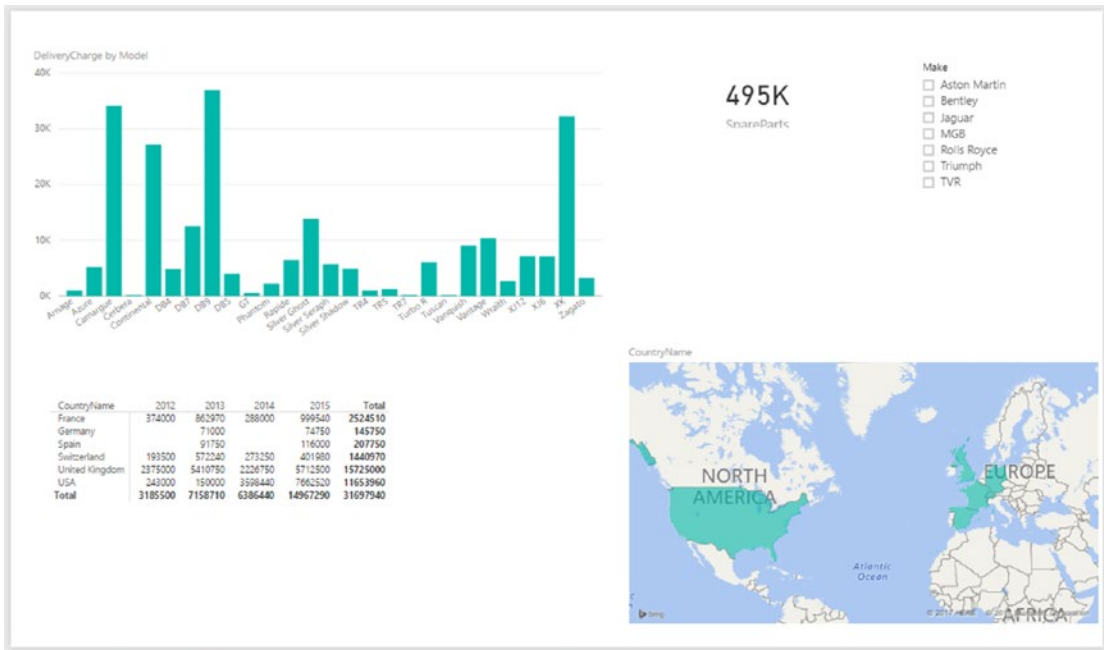 DeliveryCharge by Model
40K
30K
20K
10K
0K
Arnage
Azure
Camargue
Cerbera
Continental
DB4
DB7
DB9
DB5
GT
Phantom
Rapide
Silver Ghost
Silver Seraph
Silver Shadow
TR4
TR5
TR7
Turbo R
Tuscan
Vanquish
Vantage
Wraith
XJ12
XJ6
XK
Zagato
495K
SpareParts
Make
Aston Martin
Bentley
Jaguar
MGB
Rolls Royce
Triumph
TVR
CountryName 2012 2013 2014 2015 Total
France 374000 862970 288000 999540 2524510
Germany 71000 74750 145750
Spain 91750 116000 207750
Switzerland 193500 572240 273250 401980 1440970
United Kingdom 2375000 5410750 2226750 5712500 15725000
USA 243000 150000 3598440 7662520 11653960
Total 3185500 7158710 6386440 14967290 31697940
CountryName
NORTH
AMERICA
EUROPE
Atlantic
Ocean
AFRICA
bing